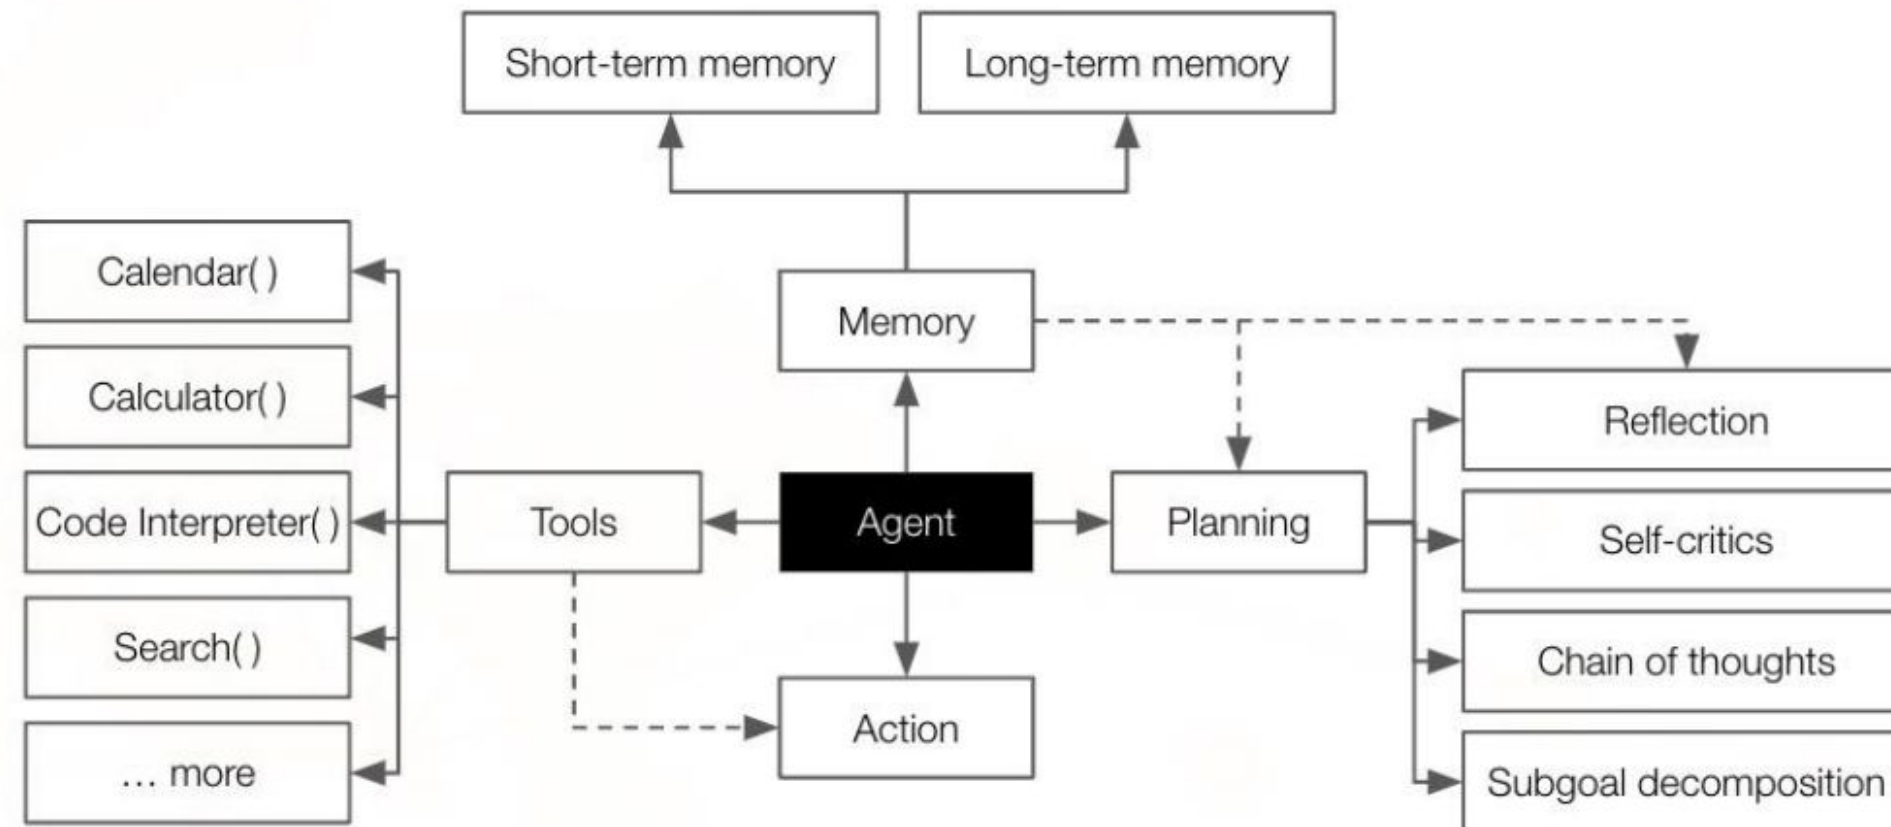 Short-term memory
Long-term memory
Calendar( )
Calculator( )
Code Interpreter( )
Search( )
... more
Memory
Tools
Agent
Planning
Action
Reflection
Self-critics
Chain of thoughts
Subgoal decomposition